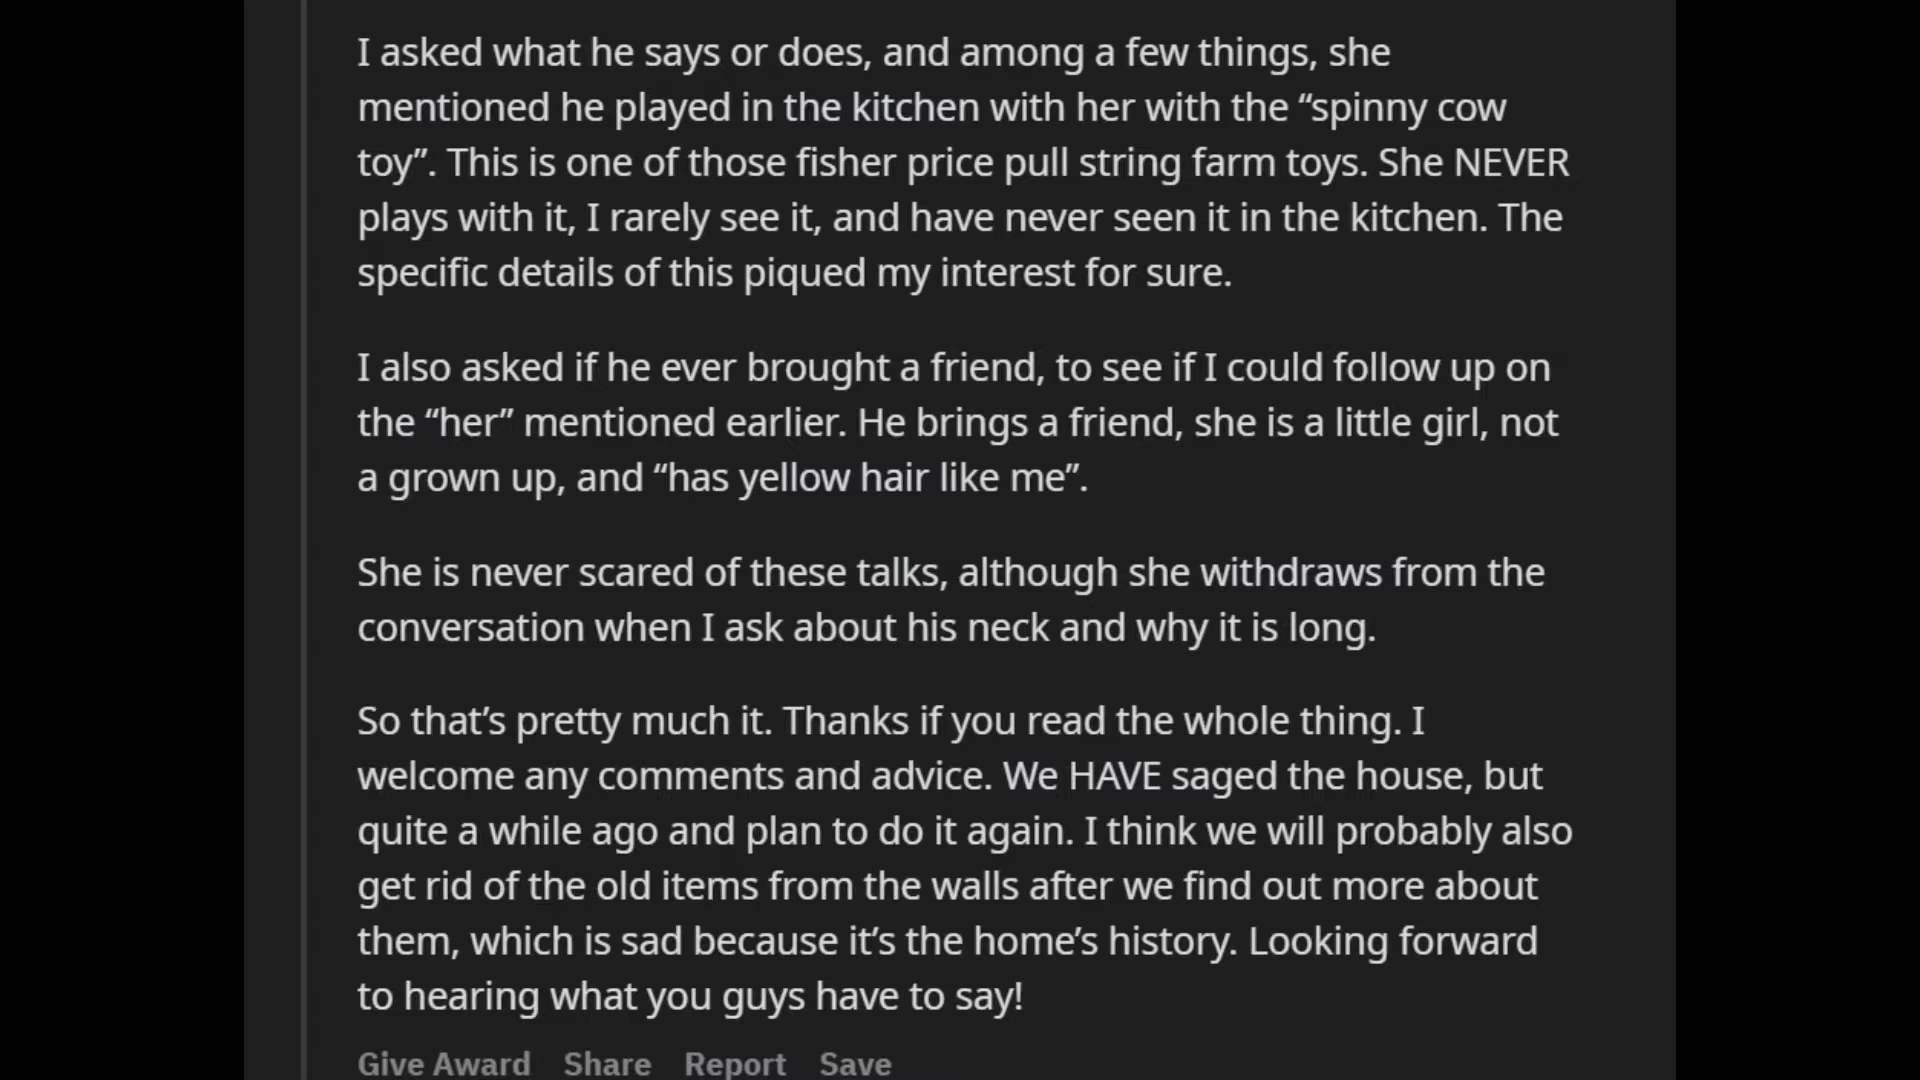 I asked what he says or does, and among a few things, she
mentioned he played in the kitchen with her with the “spinny cow
toy”. This is one of those fisher price pull string farm toys. She NEVER
plays with it, I rarely see it, and have never seen it in the kitchen. The
specific details of this piqued my interest for sure.
I also asked if he ever brought a friend, to see if I could follow up on
the “her” mentioned earlier. He brings a friend, she is a little girl, not
a grown up, and “has yellow hair like me”.
She is never scared of these talks, although she withdraws from the
conversation when I ask about his neck and why it is long.
So that’s pretty much it. Thanks if you read the whole thing. I
welcome any comments and advice. We HAVE saged the house, but
quite a while ago and plan to do it again. I think we will probably also
get rid of the old items from the walls after we find out more about
them, which is sad because it’s the home’s history. Looking forward
to hearing what you guys have to say!
Give Award Share Report Save